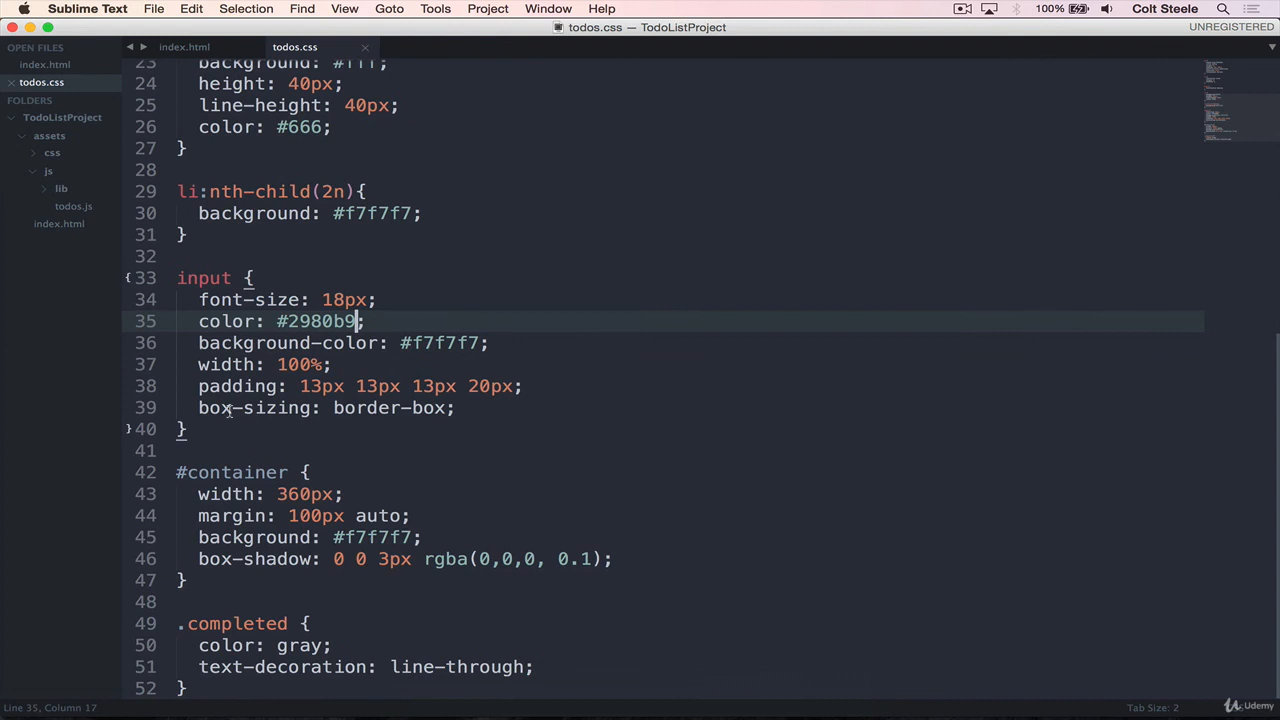 Sublime Text File Edit Selection Find View Goto Tools Project Window Help 100% Colt Steele
todos.css — TodoListProject UNREGISTERED
OPEN FILES
index.html
todos.css
FOLDERS
TodoListProject
assets
css
js
lib
todos.js
index.html
index.html todos.css
23 background: #fff;
24 height: 40px;
25 line-height: 40px;
26 color: #666;
27 }
28
29 li:nth-child(2n){
30 background: #f7f7f7;
31 }
32
33 input {
34 font-size: 18px;
35 color: #2980b9;
36 background-color: #f7f7f7;
37 width: 100%;
38 padding: 13px 13px 13px 20px;
39 box-sizing: border-box;
40 }
41
42 #container {
43 width: 360px;
44 margin: 100px auto;
45 background: #f7f7f7;
46 box-shadow: 0 0 3px rgba(0,0,0, 0.1);
47 }
48
49 .completed {
50 color: gray;
51 text-decoration: line-through;
52 }
Line 35, Column 17 Tab Size: 2 Udemy